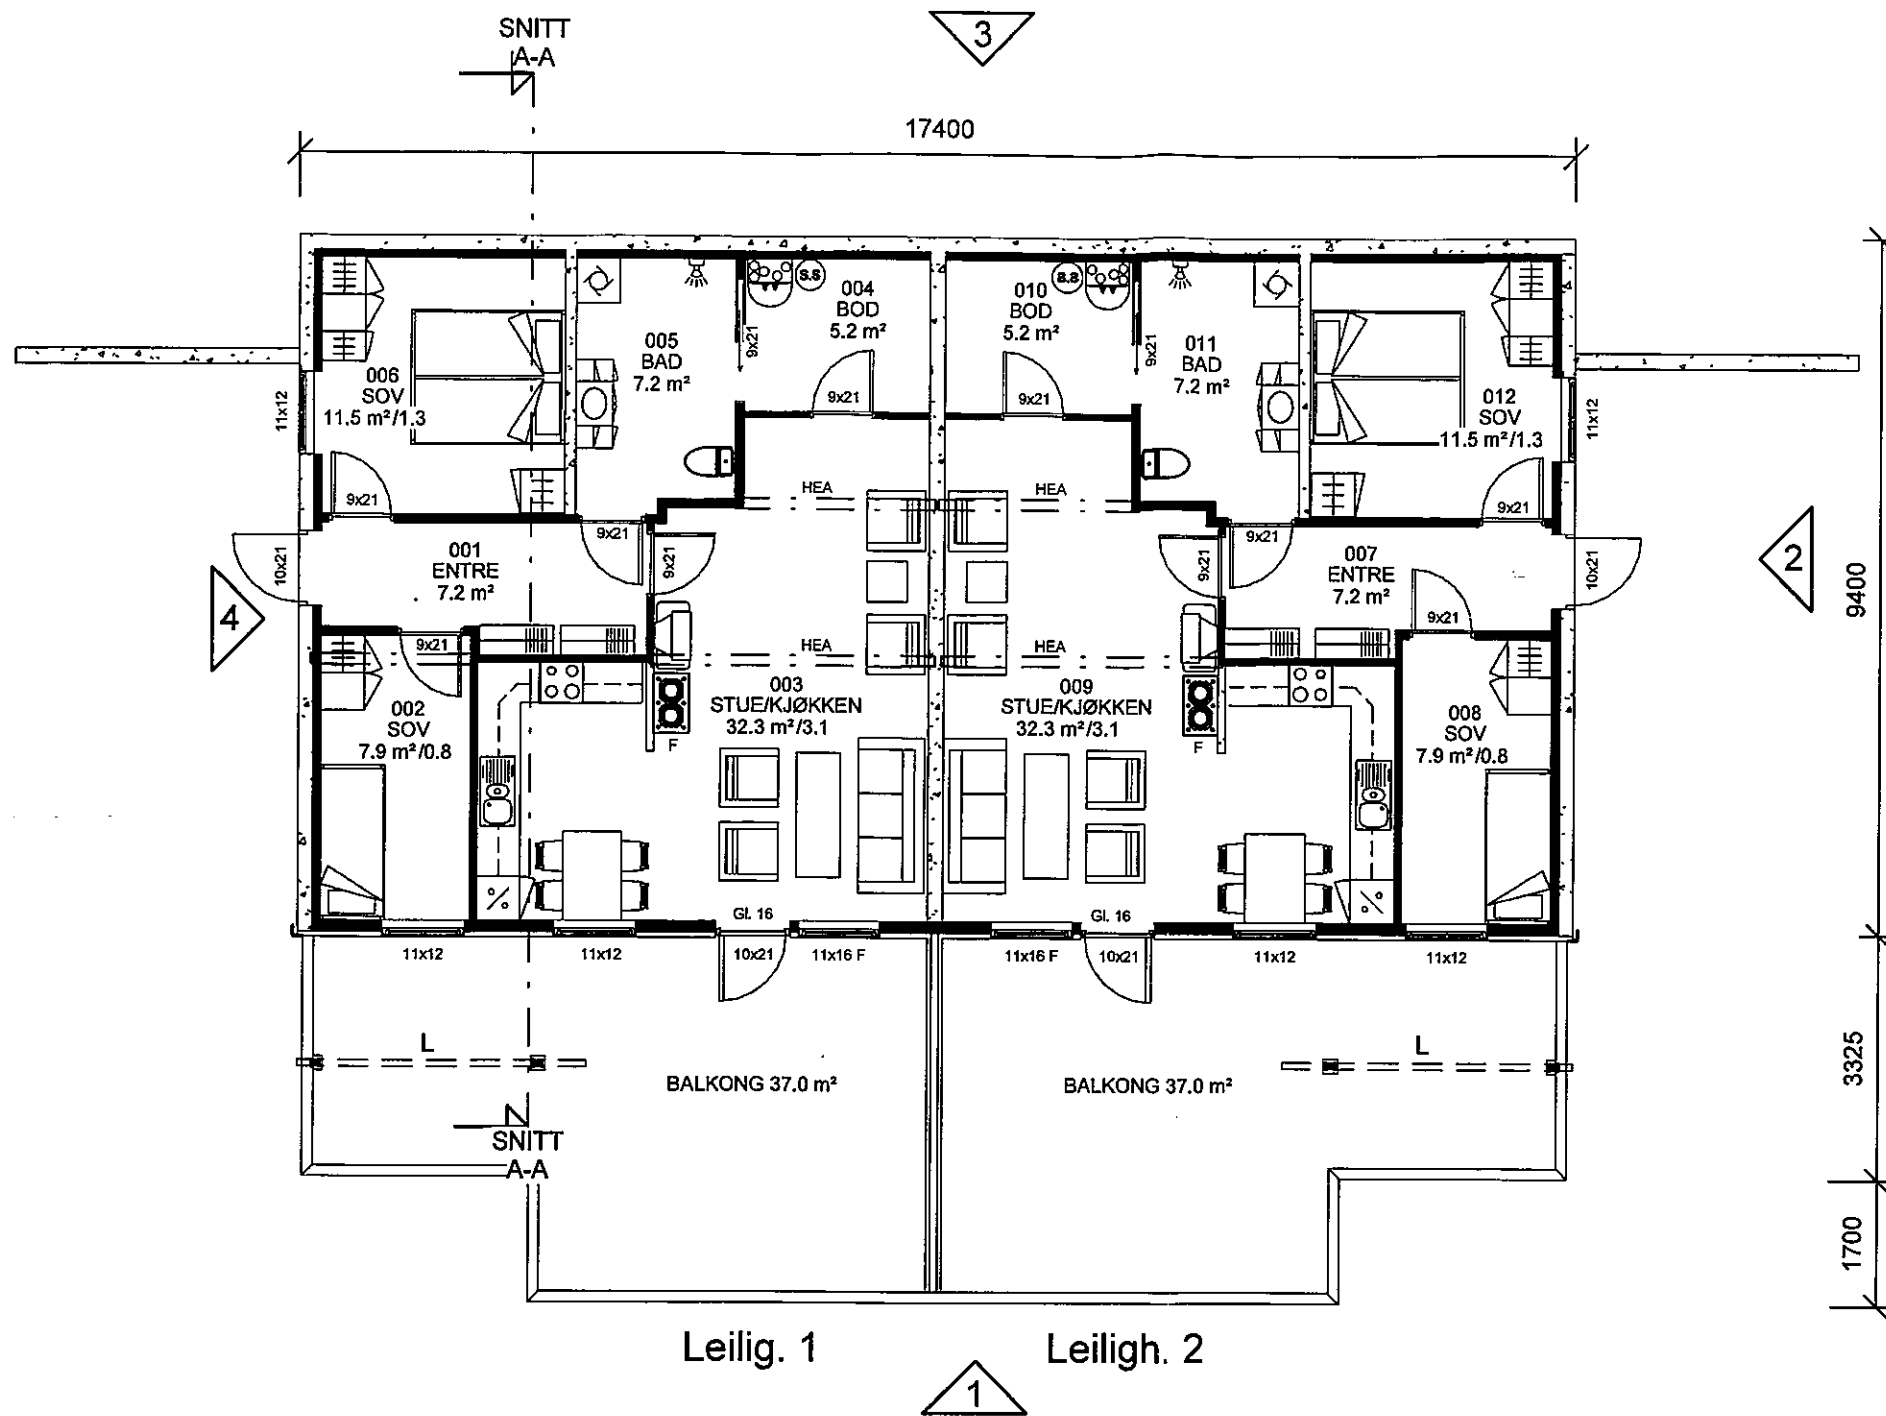 SNITT
A-A
3
17400
004
BOD
5.2 m²
S.S
010
BOD
5.2 m²
S.S
005
BAD
7.2 m²
9x21
011
BAD
7.2 m²
9x21
006
SOV
11.5 m²/1.3
11x12
9x21
9x21
012
SOV
11.5 m²/1.3
11x12
9x21
HEA
HEA
9x21
001
ENTRE
7.2 m²
10x21
9x21
9x21
9x21
9x21
007
ENTRE
7.2 m²
9x21
10x21
4
2
9400
9x21
HEA
HEA
002
SOV
7.9 m²/0.8
003
STUE/KJØKKEN
32.3 m²/3.1
F
009
STUE/KJØKKEN
32.3 m²/3.1
F
008
SOV
7.9 m²/0.8
Gl. 16
Gl. 16
11x12
11x12
10x21
11x16 F
11x16 F
10x21
11x12
11x12
L
L
3325
BALKONG 37.0 m²
BALKONG 37.0 m²
SNITT
A-A
1700
Leilig. 1
Leiligh. 2
1